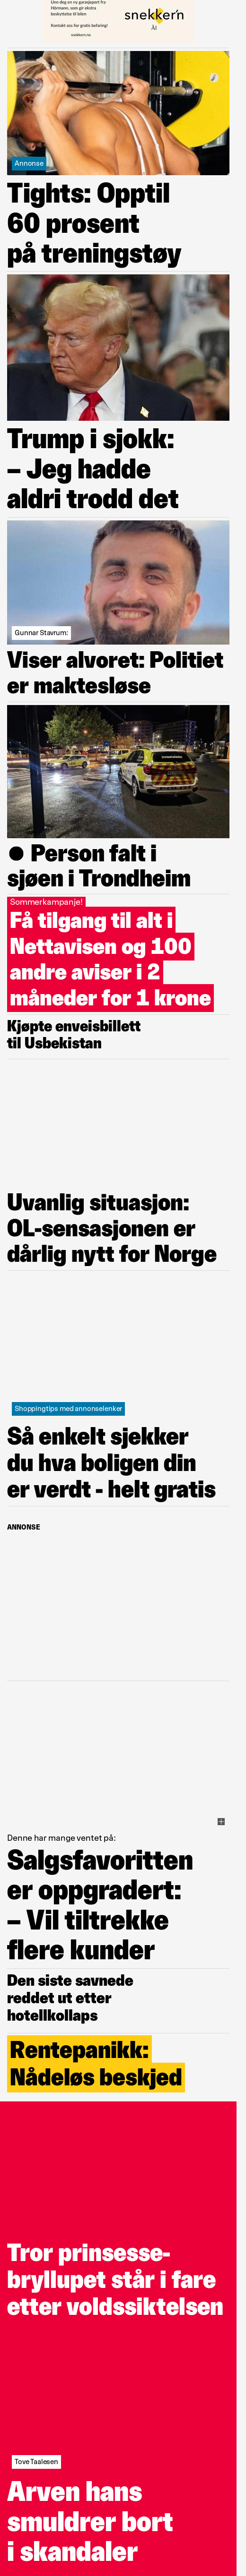 Um deg en ny garasjeport fra
Hörmann, som gir ekstra
beskyttelse til bilen
Kontakt oss for gratis befaring!
snekkern.no
snekker'n
Ål
Annonse
Tights: Opptil
60 prosent
på treningstøy
Trump i sjokk:
– Jeg hadde
aldri trodd det
Gunnar Stavrum:
Viser alvoret: Politiet
er maktesløse
● Person falt i
sjøen i Trondheim
Sommerkampanje!
Få tilgang til alt i
Nettavisen og 100
andre aviser i 2
måneder for 1 krone
Kjøpte enveisbillett
til Usbekistan
Uvanlig situasjon:
OL-sensasjonen er
dårlig nytt for Norge
Shoppingtips med annonselenker
Så enkelt sjekker
du hva boligen din
er verdt - helt gratis
ANNONSE
Denne har mange ventet på:
Salgsfavoritten
er oppgradert:
– Vil tiltrekke
flere kunder
Den siste savnede
reddet ut etter
hotellkollaps
Rentepanikk:
Nådeløs beskjed
Tror prinsesse-
bryllupet står i fare
etter voldssiktelsen
Tove Taalesen
Arven hans
smuldrer bort
i skandaler